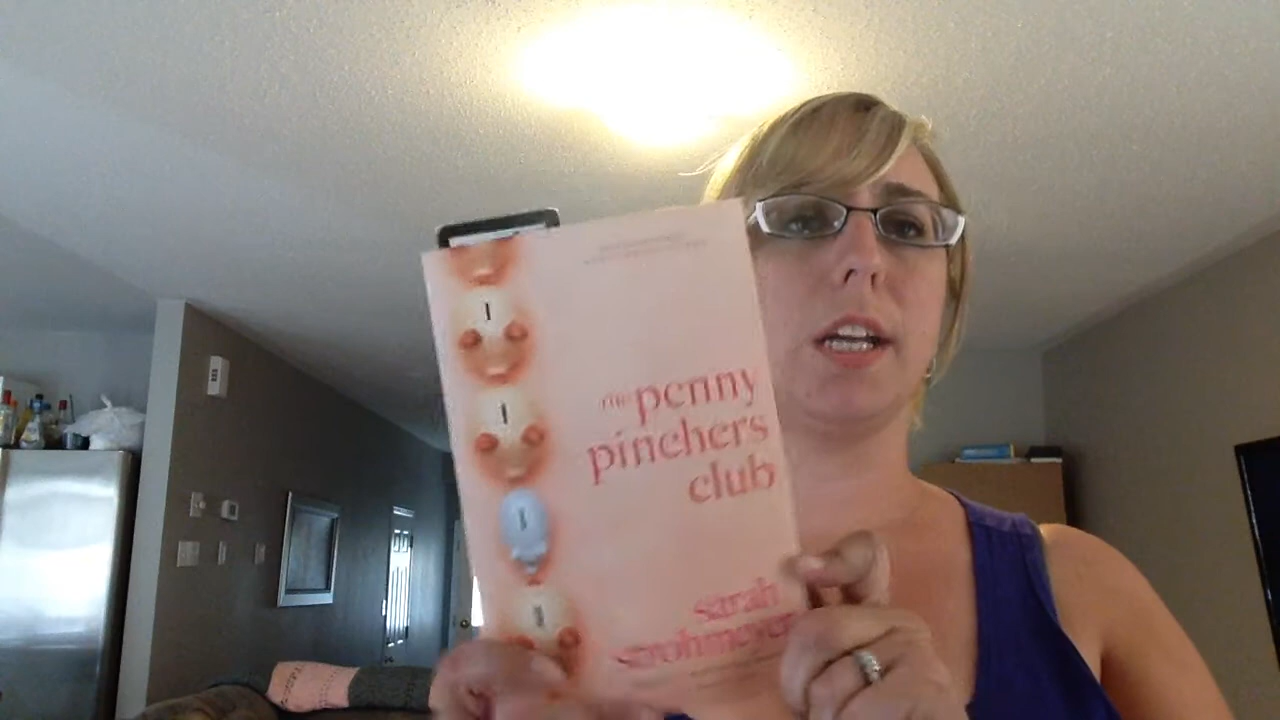 the penny
pinchers
club
sarah
strohmeyer